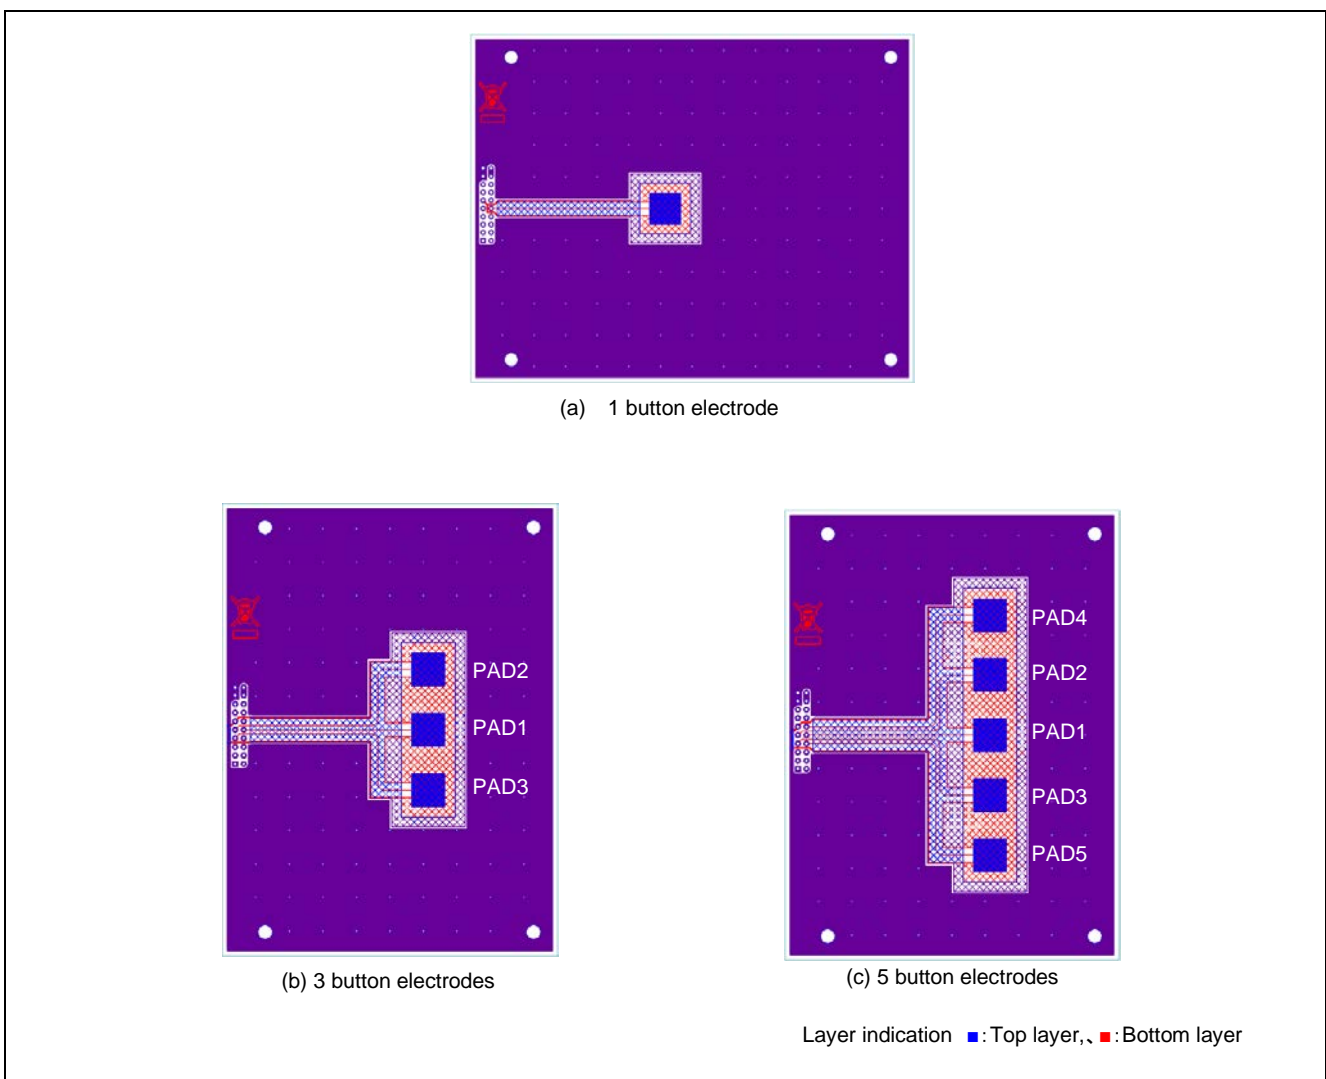 (a) 1 button electrode
PAD2
PAD1
PAD3
(b) 3 button electrodes
PAD4
PAD2
PAD1
PAD3
PAD5
(c) 5 button electrodes
Layer indication ■:Top layer,、■:Bottom layer